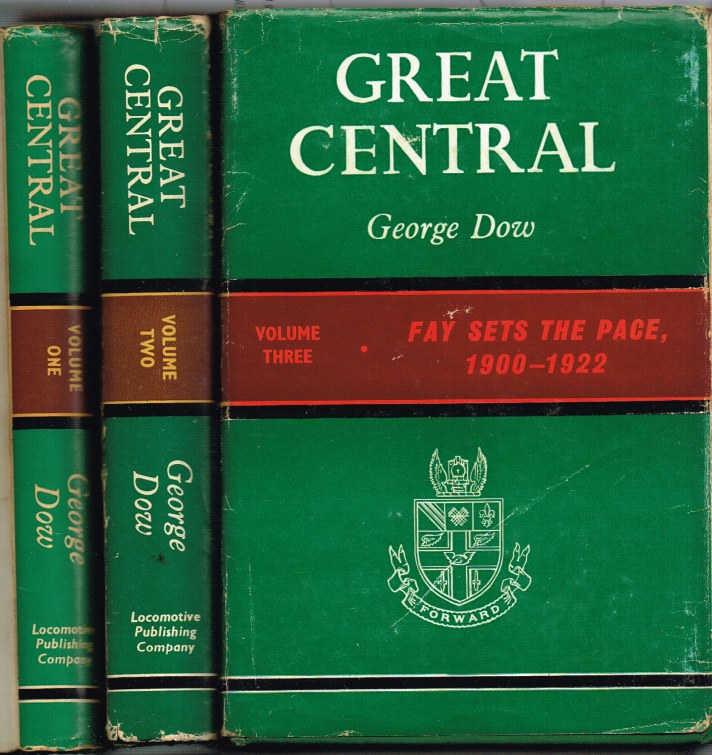 GREAT
CENTRAL
VOLUME
ONE
George
Dow
Locomotive
Publishing
Company
GREAT
CENTRAL
VOLUME
TWO
George
Dow
Locomotive
Publishing
Company
GREAT
CENTRAL
George Dow
VOLUME
THREE
•
FAY SETS THE PACE,
1900–1922
FORWARD